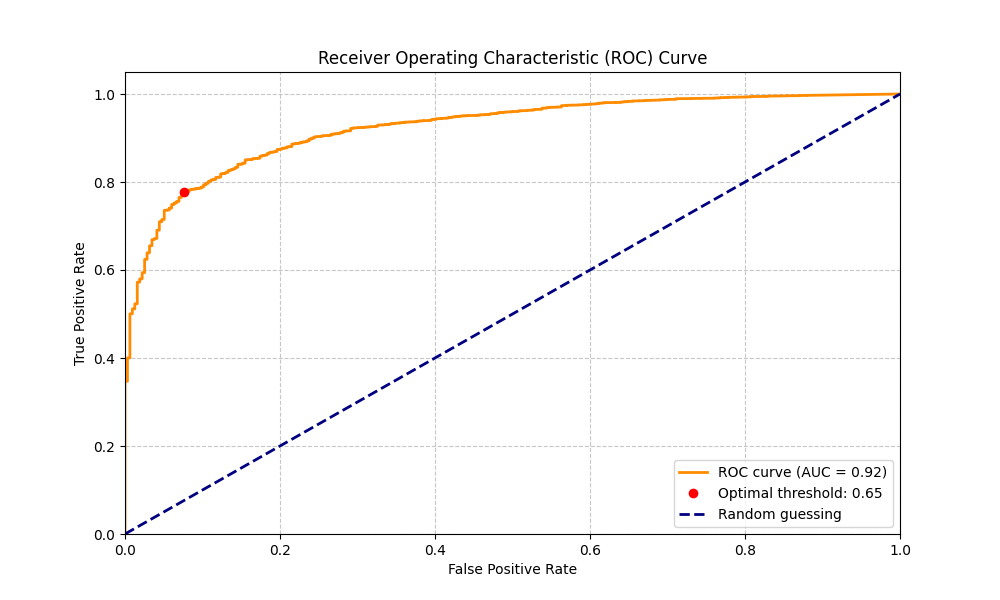 Receiver Operating Characteristic (ROC) Curve
True Positive Rate
1.0
0.8
0.6
0.4
0.2
0.0
0.0 0.2 0.4 0.6 0.8 1.0
False Positive Rate
ROC curve (AUC = 0.92)
Optimal threshold: 0.65
Random guessing